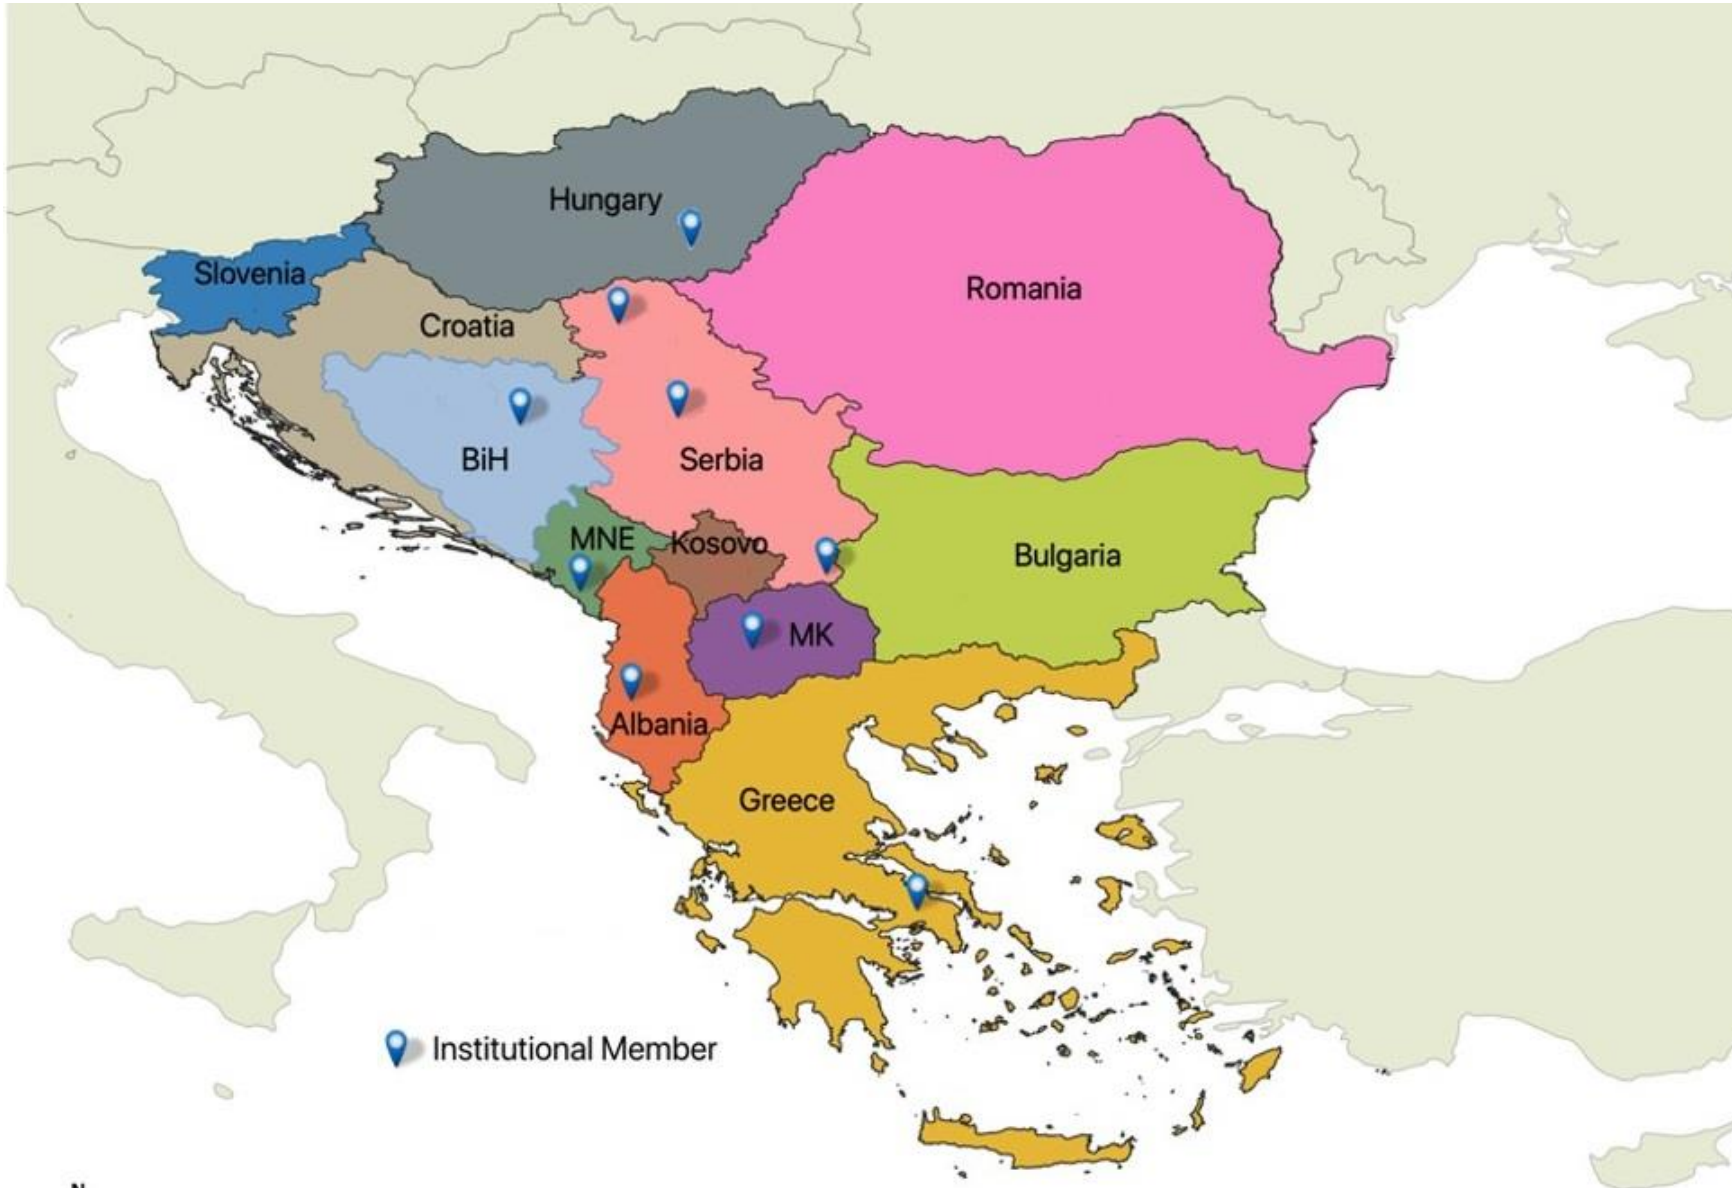 Hungary
Slovenia
Romania
Croatia
BiH
Serbia
MNE
Kosovo
Bulgaria
MK
Albania
Greece
Institutional Member
N